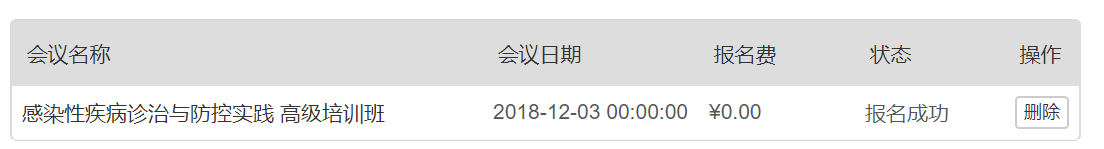 会议名称 会议日期 报名费 状态 操作
感染性疾病诊治与防控实践 高级培训班 2018-12-03 00:00:00 ¥0.00 报名成功 删除